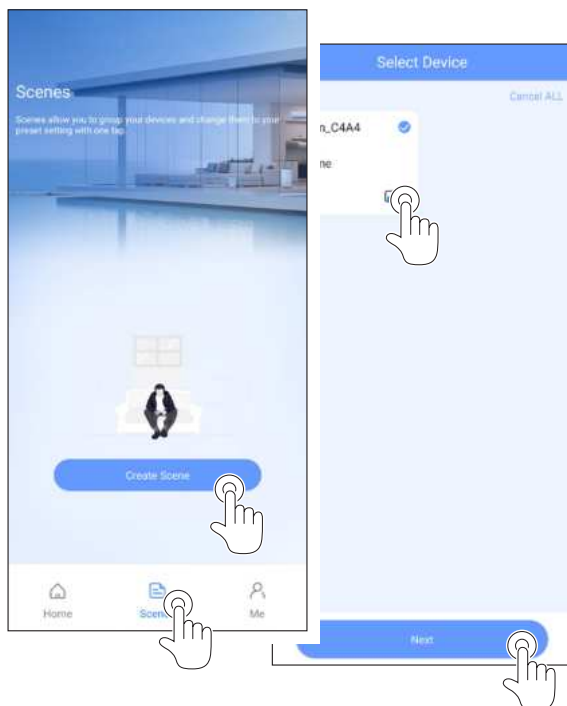 Scenes
Scenes allow you to group your devices and change them to your
preset setting with one tap.
Create Scene
Home
Me
Select Device
Cancel ALL
Next